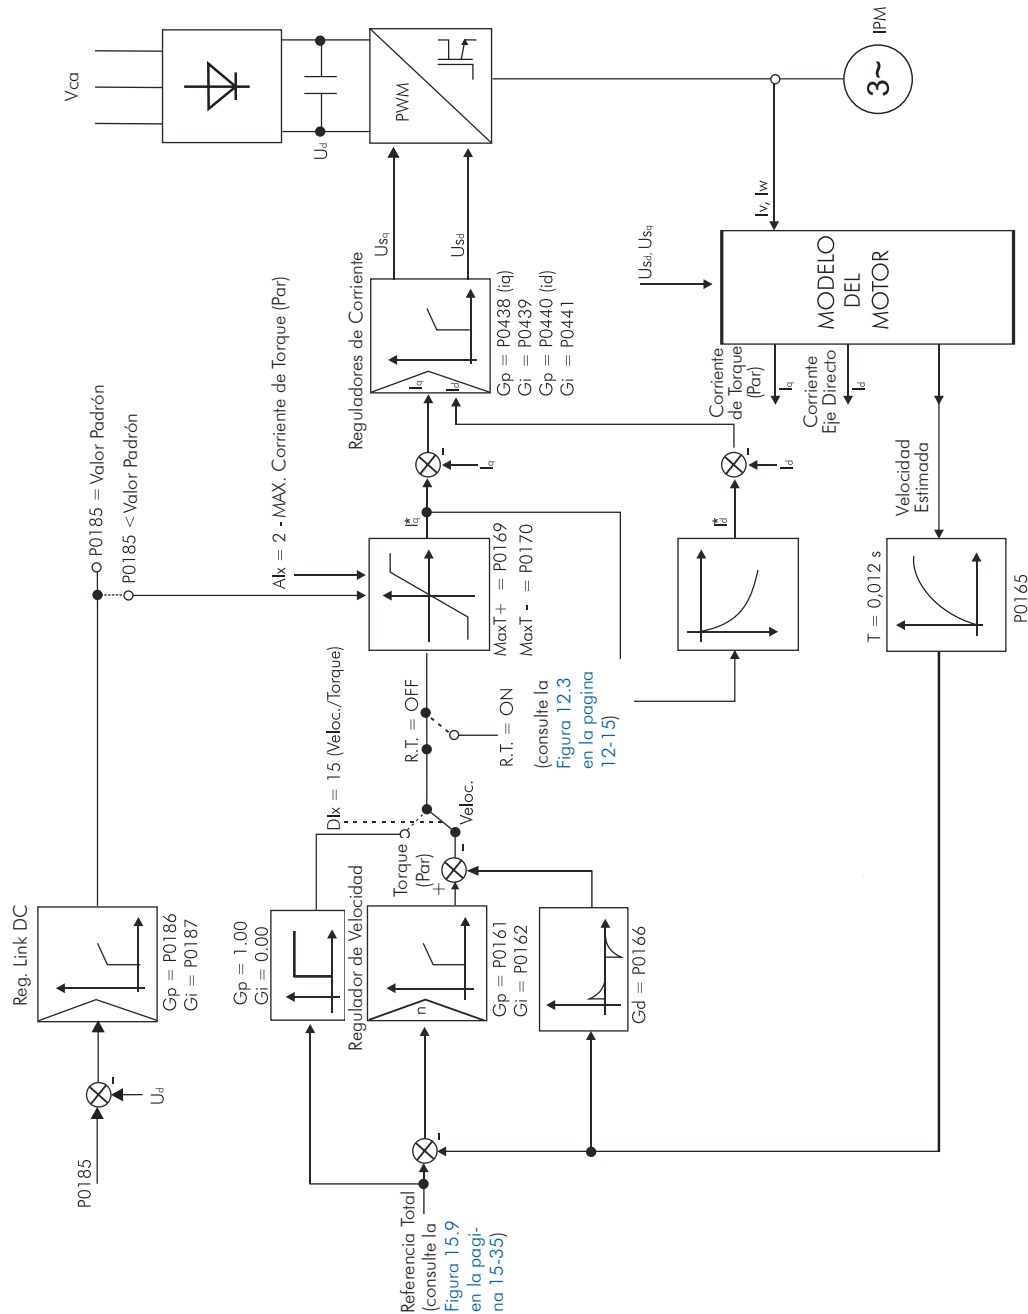 Vca
Ud
PWM
3~
IPM
Iv, Iw
Usq
Usd
Reg. Link DC
Gp = P0186
Gi = P0187
P0185
Ud
-
P0185 = Valor Padrón
P0185 < Valor Padrón
AIx = 2 - MAX. Corriente de Torque (Par)
Reguladores de Corriente
Iq
Id
Gp = P0438 (iq)
Gi = P0439
Gp = P0440 (id)
Gi = P0441
Usd, Usq
MODELO
DEL
MOTOR
Corriente
de Torque
(Par)
Iq
Corriente
Eje Directo
Id
Velocidad
Estimada
T = 0,012 s
P0165
I*q
-
Iq
I*d
-
Id
MaxT+ = P0169
MaxT - = P0170
R.T. = OFF
R.T. = ON
(consulte la
Figura 12.3
en la pagina
12-15)
DIx = 15 (Veloc./Torque)
Torque
(Par)
Veloc.
+
-
Gp = 1.00
Gi = 0.00
Regulador de Velocidad
n
Gp = P0161
Gi = P0162
Gd = P0166
-
Referencia Total
(consulte la
Figura 15.9
en la pagi-
na 15-35)